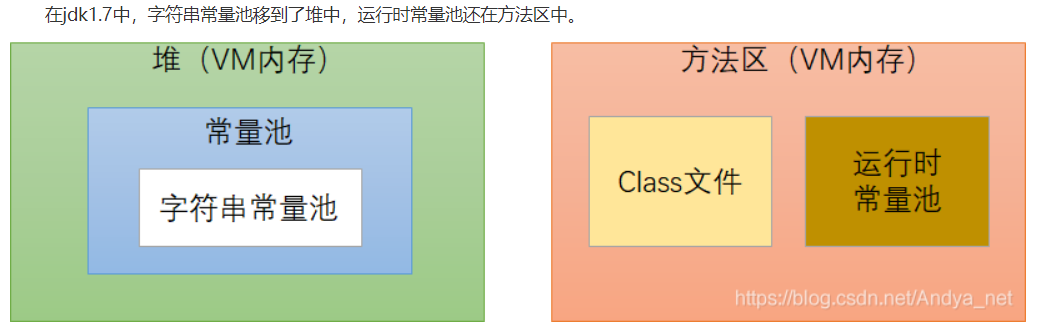 在jdk1.7中，字符串常量池移到了堆中，运行时常量池还在方法区中。
堆（VM内存）
常量池
字符串常量池
方法区（VM内存）
Class文件
运行时
常量池
https://blog.csdn.net/Andya_net